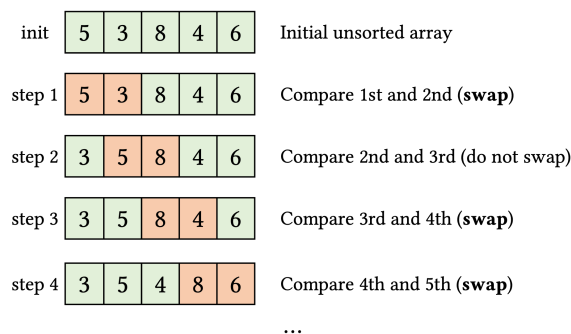 init 5 3 8 4 6 Initial unsorted array
step 1 5 3 8 4 6 Compare 1st and 2nd (swap)
step 2 3 5 8 4 6 Compare 2nd and 3rd (do not swap)
step 3 3 5 8 4 6 Compare 3rd and 4th (swap)
step 4 3 5 4 8 6 Compare 4th and 5th (swap)
...